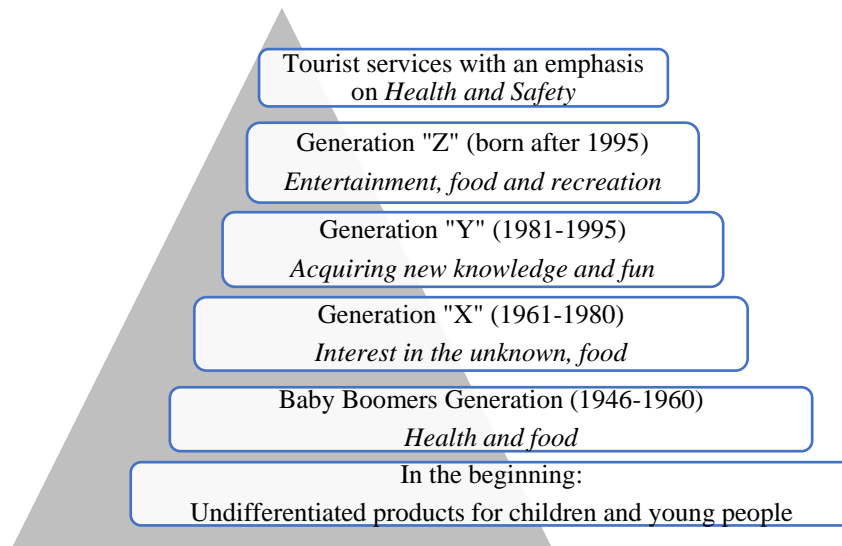 Tourist services with an emphasis
on Health and Safety
Generation "Z" (born after 1995)
Entertainment, food and recreation
Generation "Y" (1981-1995)
Acquiring new knowledge and fun
Generation "X" (1961-1980)
Interest in the unknown, food
Baby Boomers Generation (1946-1960)
Health and food
In the beginning:
Undifferentiated products for children and young people